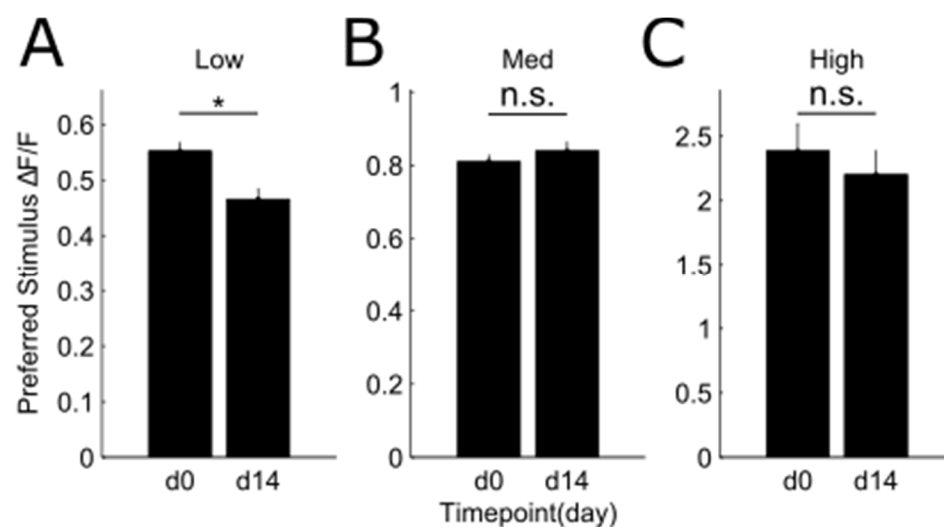 A
Low
*
Preferred Stimulus ΔF/F
0.6
0.5
0.4
0.3
0.2
0.1
0
d0 d14
B
Med
n.s.
1
0.8
0.6
0.4
0.2
0
d0 d14
Timepoint(day)
C
High
n.s.
2.5
2
1.5
1
0.5
0
d0 d14